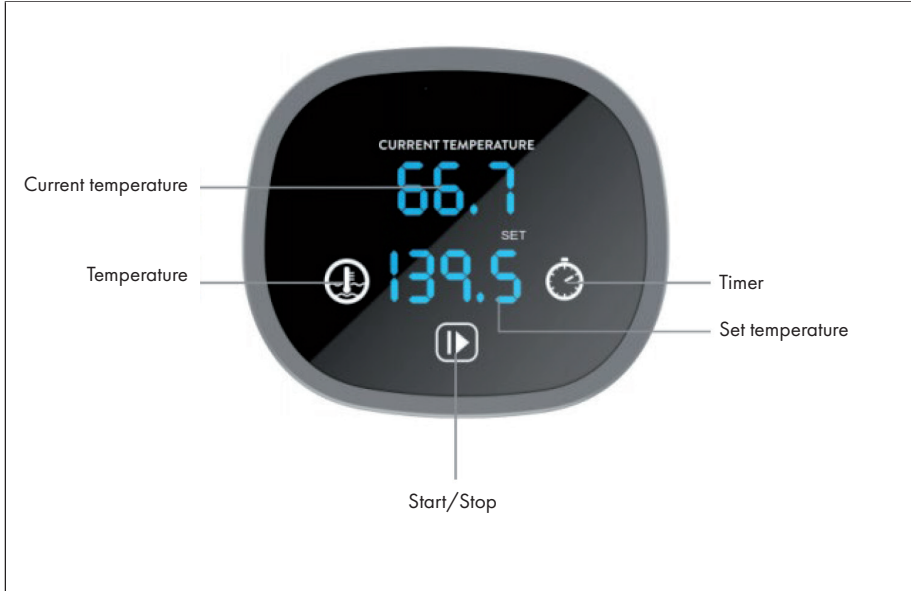 CURRENT TEMPERATURE
Current temperature
66.7
SET
Temperature
139.5
Timer
Set temperature
Start/Stop